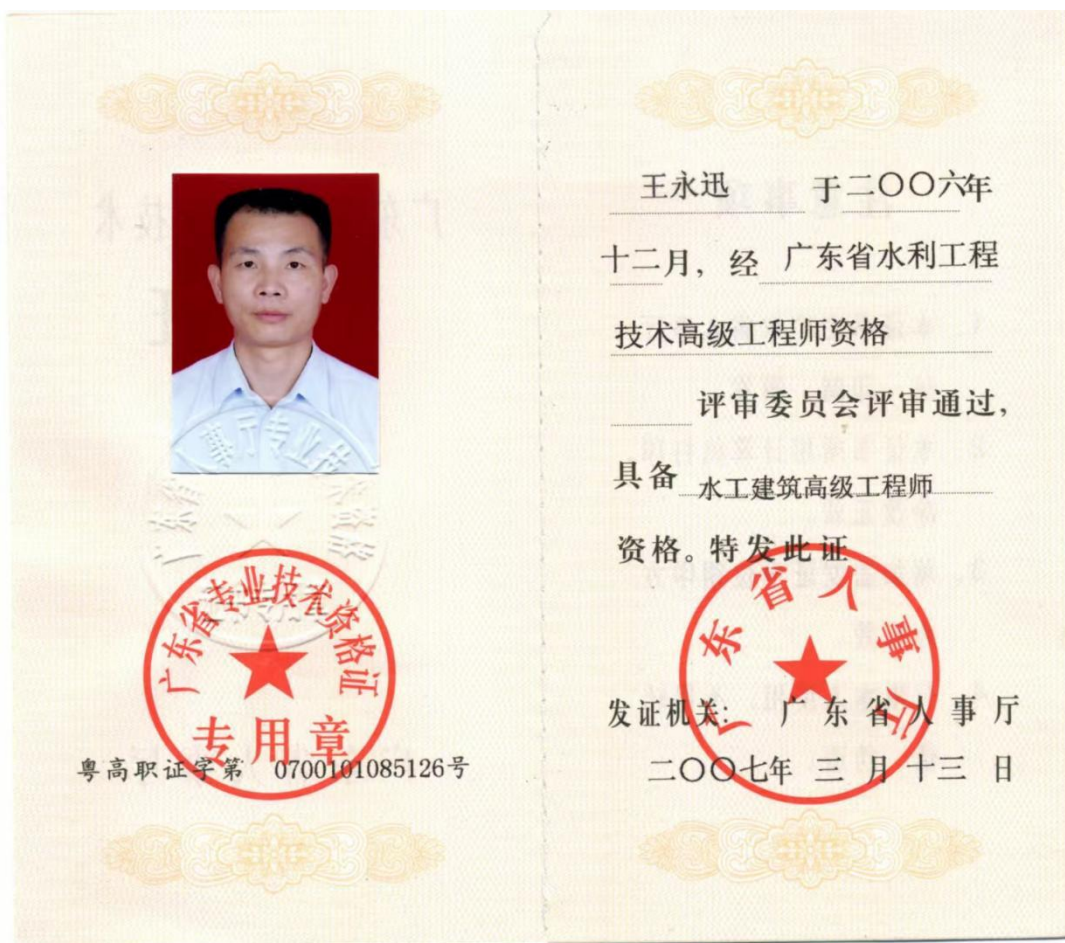 广东省专业技术资格证
专用章
粤高职证字第 0700101085126号
王永迅 于二〇〇六年
十二月，经 广东省水利工程
技术高级工程师资格
评审委员会评审通过，
具备 水工建筑高级工程师
资格。特发此证
广东省人事厅
发证机关： 广东省人事厅
二〇〇七年 三 月 十三 日